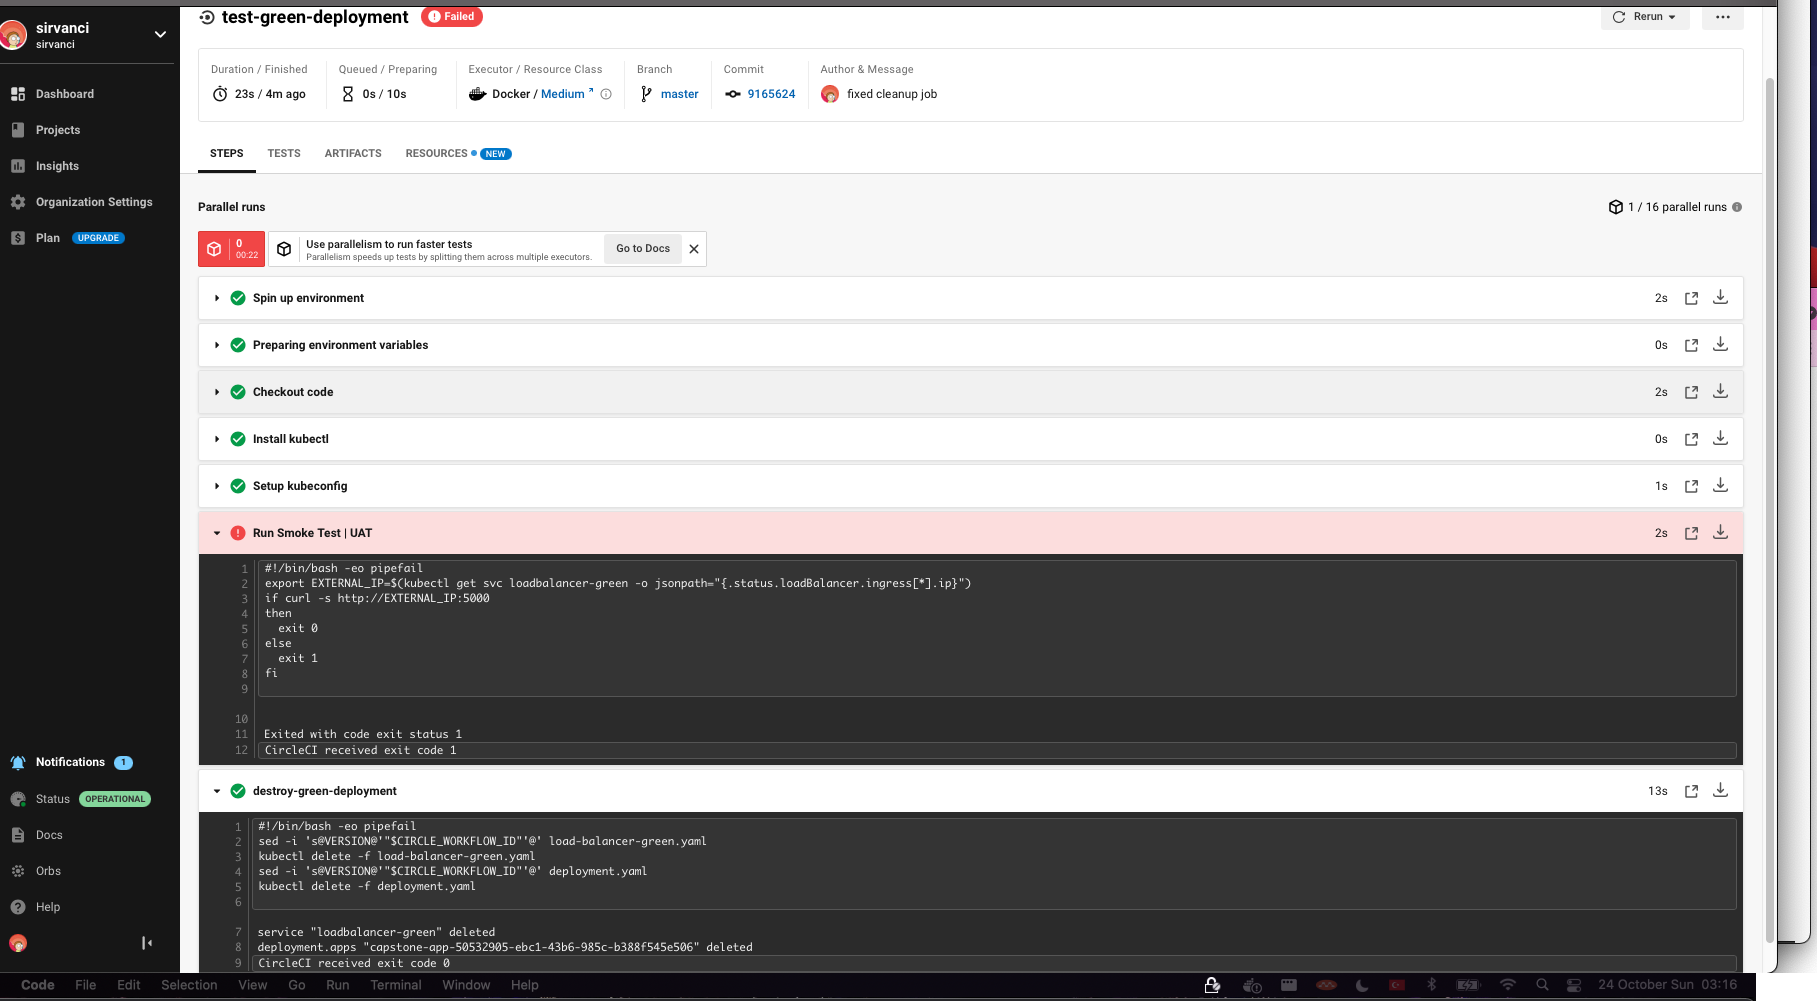 test-green-deployment
Failed
Rerun
sirvanci
sirvanci
Dashboard
Projects
Insights
Organization Settings
Plan UPGRADE
Notifications 1
Status OPERATIONAL
Docs
Orbs
Help
Duration / Finished
23s / 4m ago
Queued / Preparing
0s / 10s
Executor / Resource Class
Docker / Medium
Branch
master
Commit
9165624
Author & Message
fixed cleanup job
STEPS TESTS ARTIFACTS RESOURCES NEW
Parallel runs
1 / 16 parallel runs
0
00:22
Use parallelism to run faster tests
Parallelism speeds up tests by splitting them across multiple executors.
Go to Docs
Spin up environment 2s
Preparing environment variables 0s
Checkout code 2s
Install kubectl 0s
Setup kubeconfig 1s
Run Smoke Test | UAT 2s
1 #!/bin/bash -eo pipefail
2 export EXTERNAL_IP=$(kubectl get svc loadbalancer-green -o jsonpath="{.status.loadBalancer.ingress[*].ip}")
3 if curl -s http://EXTERNAL_IP:5000
4 then
5 exit 0
6 else
7 exit 1
8 fi
9
10
11 Exited with code exit status 1
12 CircleCI received exit code 1
destroy-green-deployment 13s
1 #!/bin/bash -eo pipefail
2 sed -i 's@VERSION@'"$CIRCLE_WORKFLOW_ID"'@' load-balancer-green.yaml
3 kubectl delete -f load-balancer-green.yaml
4 sed -i 's@VERSION@'"$CIRCLE_WORKFLOW_ID"'@' deployment.yaml
5 kubectl delete -f deployment.yaml
6
7 service "loadbalancer-green" deleted
8 deployment.apps "capstone-app-50532905-ebc1-43b6-985c-b388f545e506" deleted
9 CircleCI received exit code 0
Code File Edit Selection View Go Run Terminal Window Help
24 October Sun 03:16